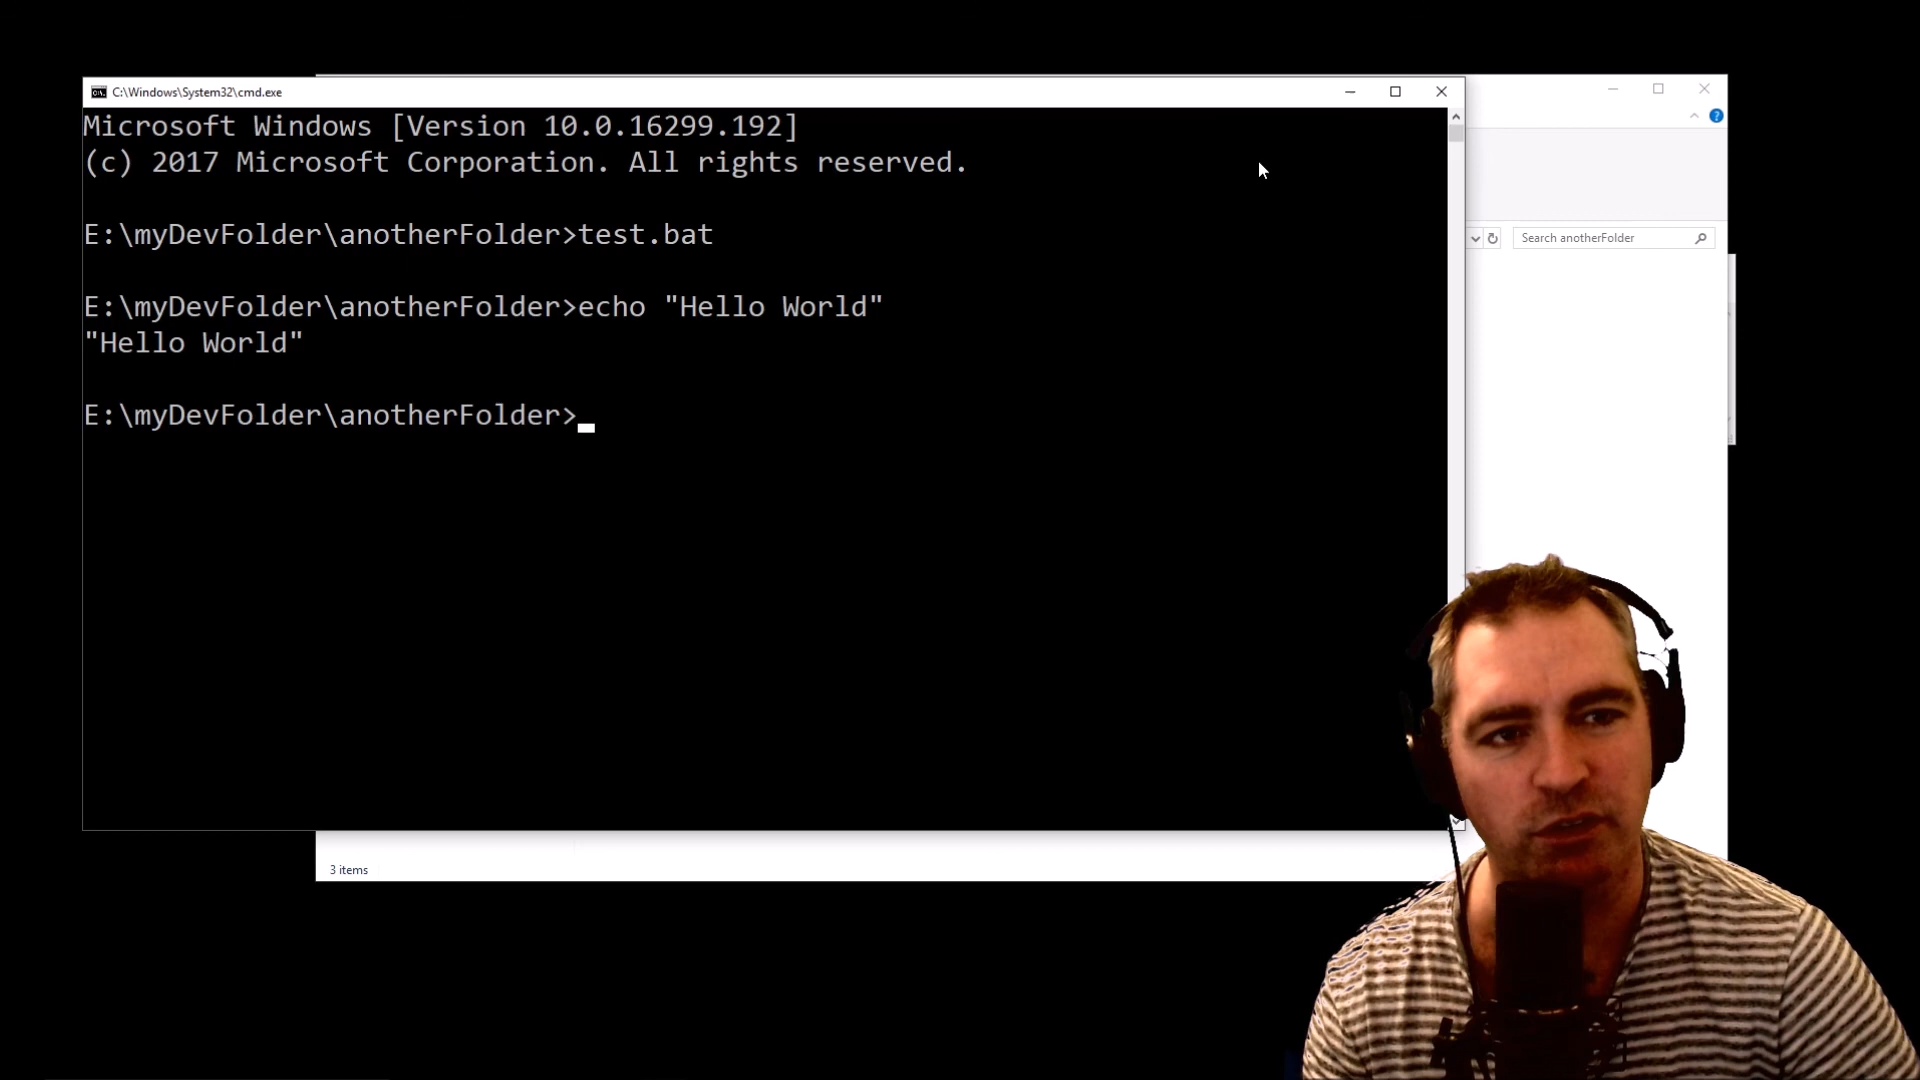 C:\Windows\System32\cmd.exe
Microsoft Windows [Version 10.0.16299.192]
(c) 2017 Microsoft Corporation. All rights reserved.
E:\myDevFolder\anotherFolder>test.bat
E:\myDevFolder\anotherFolder>echo "Hello World"
"Hello World"
E:\myDevFolder\anotherFolder>_
Search anotherFolder
3 items